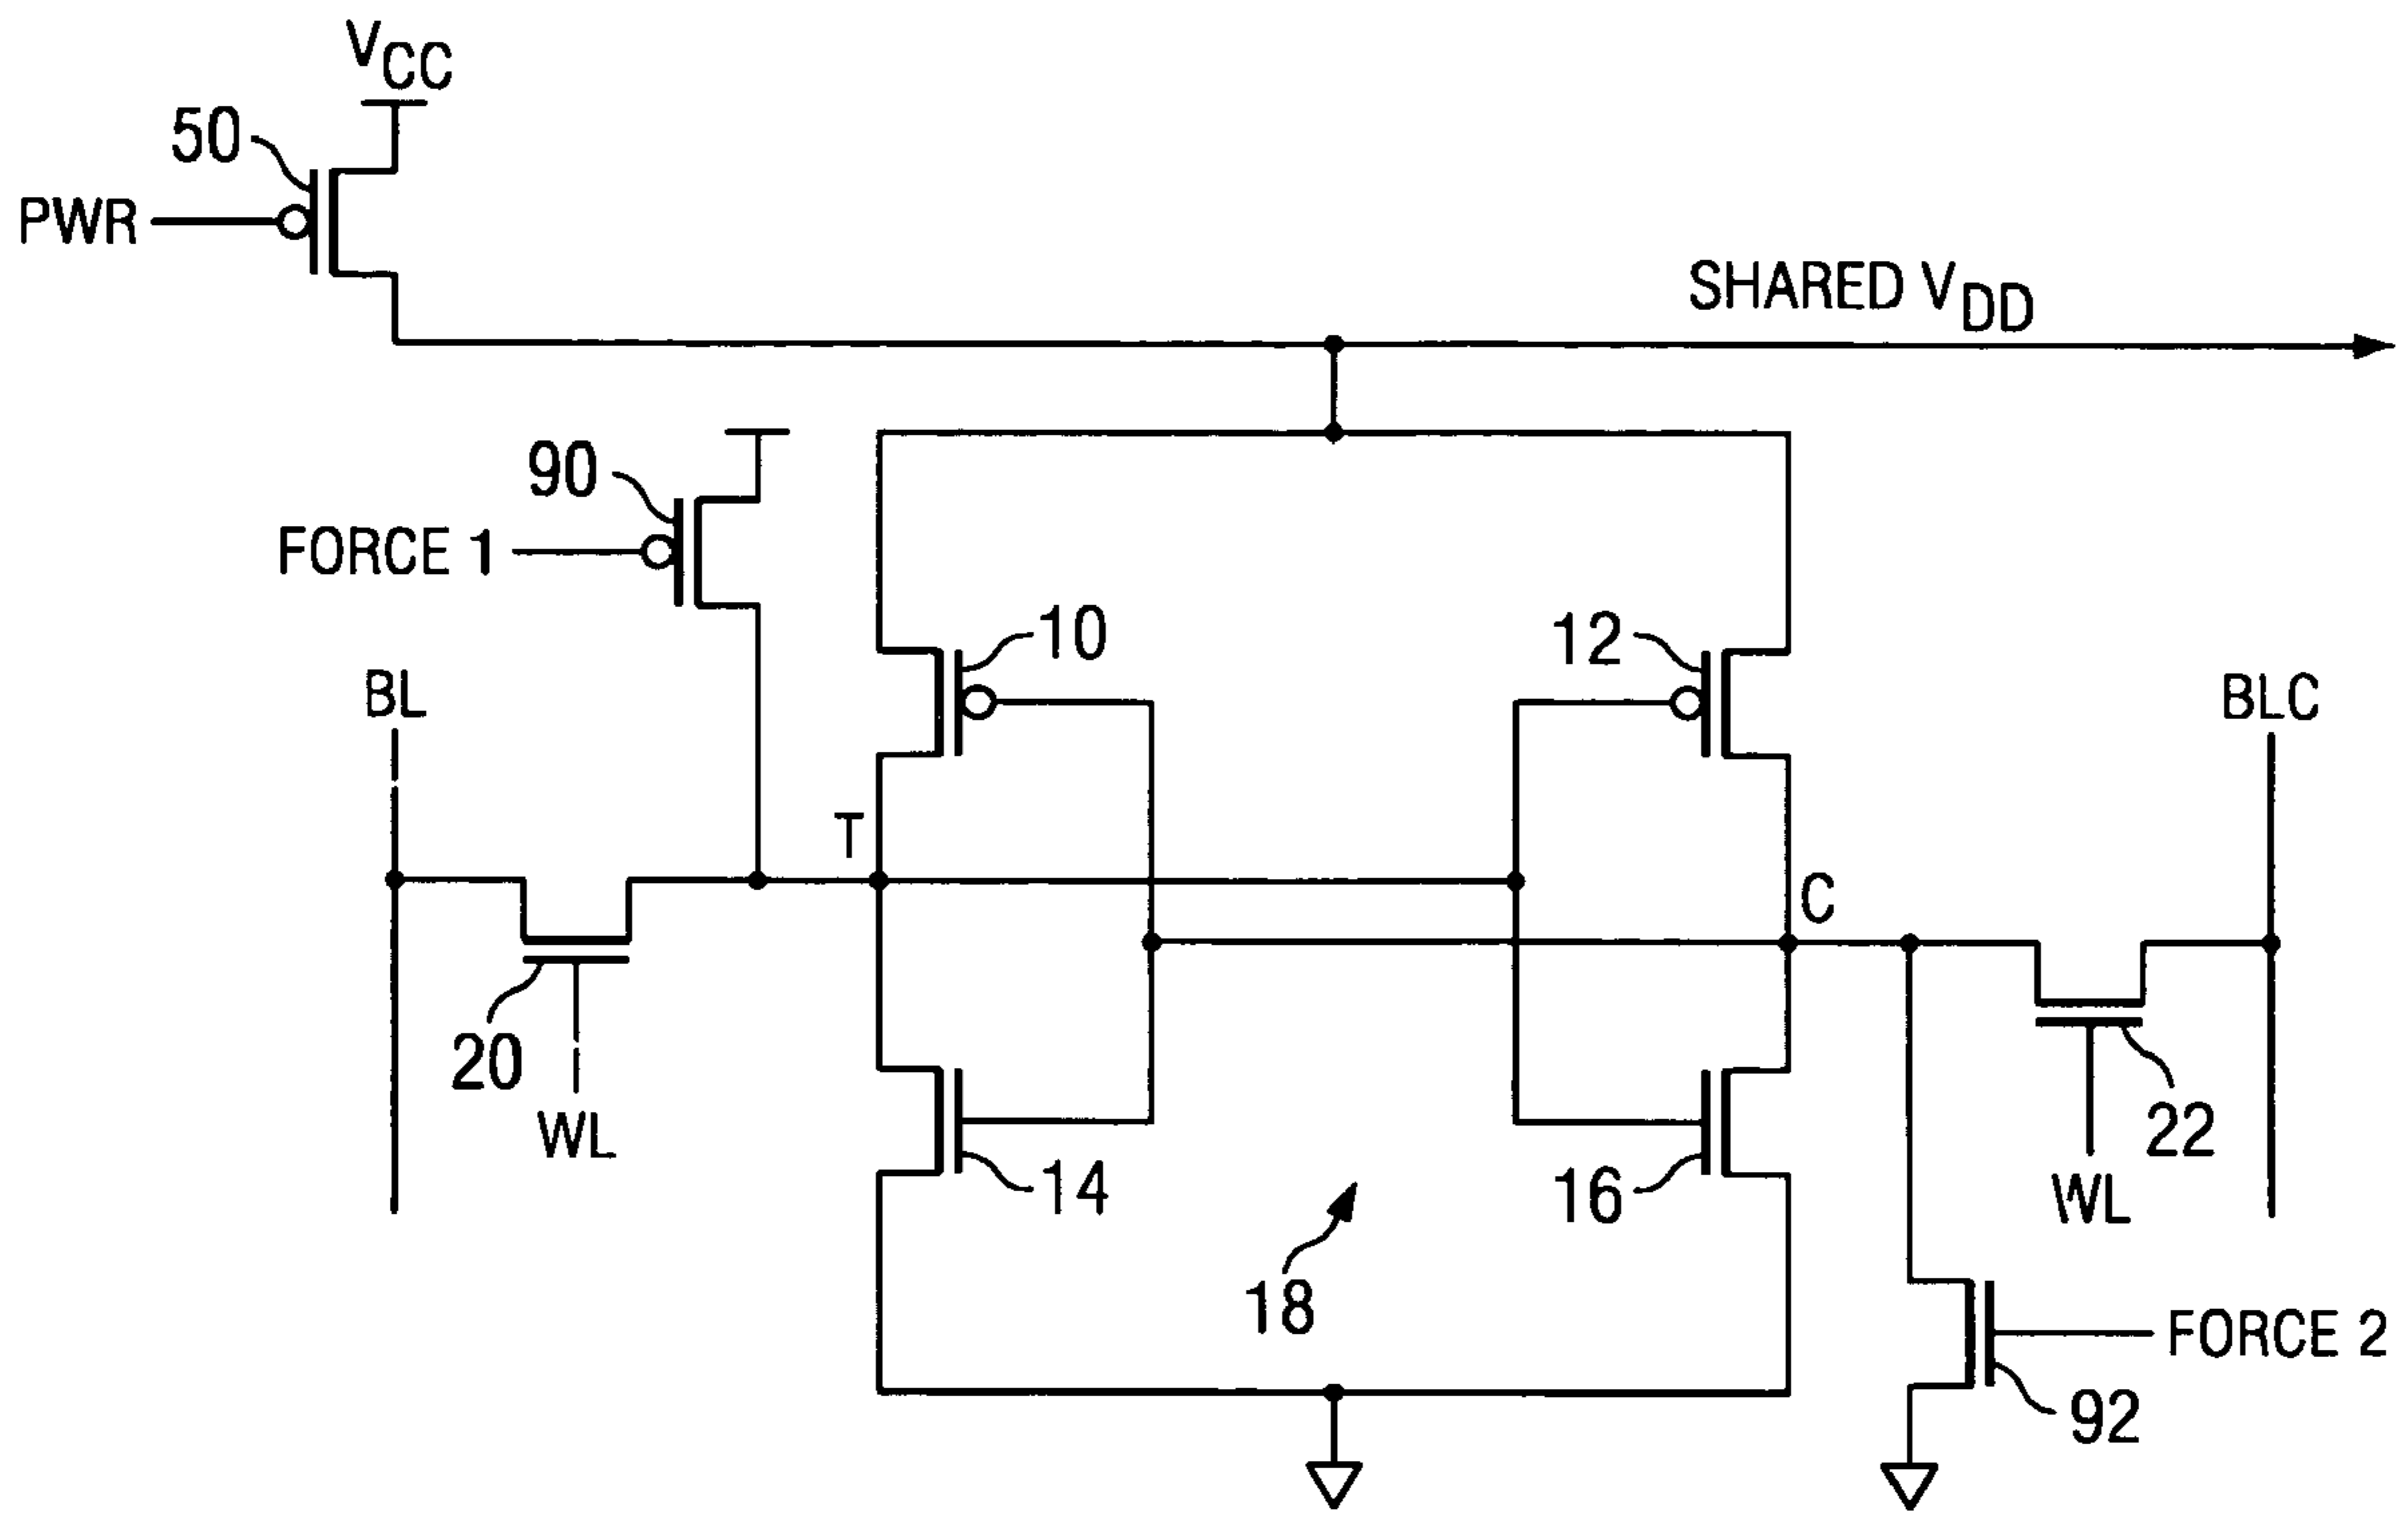 VCC
50
PWR
SHARED VDD
90
FORCE 1
10
12
BL
BLC
T
C
20
WL
14
16
22
WL
18
FORCE 2
92